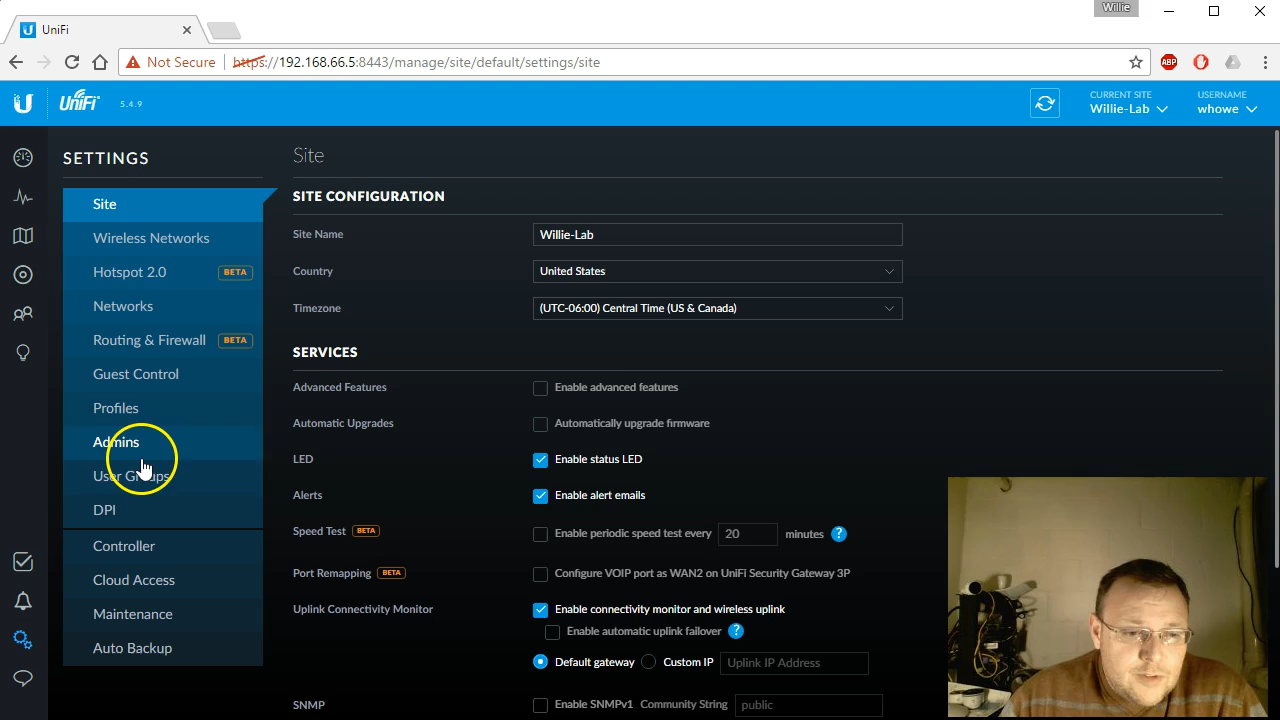 Willie
UniFi
Not Secure https://192.168.66.5:8443/manage/site/default/settings/site
ABP
UniFi 5.4.9
CURRENT SITE
Willie-Lab
USERNAME
whowe
SETTINGS
Site
Wireless Networks
Hotspot 2.0 BETA
Networks
Routing & Firewall BETA
Guest Control
Profiles
Admins
User Groups
DPI
Controller
Cloud Access
Maintenance
Auto Backup
Site
SITE CONFIGURATION
Site Name Willie-Lab
Country United States
Timezone (UTC-06:00) Central Time (US & Canada)
SERVICES
Advanced Features Enable advanced features
Automatic Upgrades Automatically upgrade firmware
LED Enable status LED
Alerts Enable alert emails
Speed Test BETA Enable periodic speed test every 20 minutes ?
Port Remapping BETA Configure VOIP port as WAN2 on UniFi Security Gateway 3P
Uplink Connectivity Monitor Enable connectivity monitor and wireless uplink
Enable automatic uplink failover ?
Default gateway Custom IP Uplink IP Address
SNMP Enable SNMPv1 Community String public